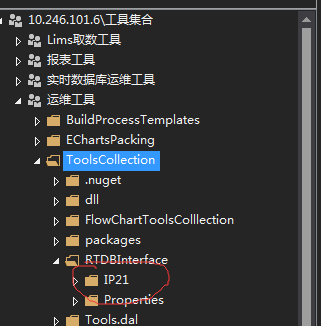 10.246.101.6\工具集合
Lims取数工具
报表工具
实时数据库运维工具
运维工具
BuildProcessTemplates
EChartsPacking
ToolsCollection
.nuget
dll
FlowChartToolsColllection
packages
RTDBInterface
IP21
Properties
Tools.dal